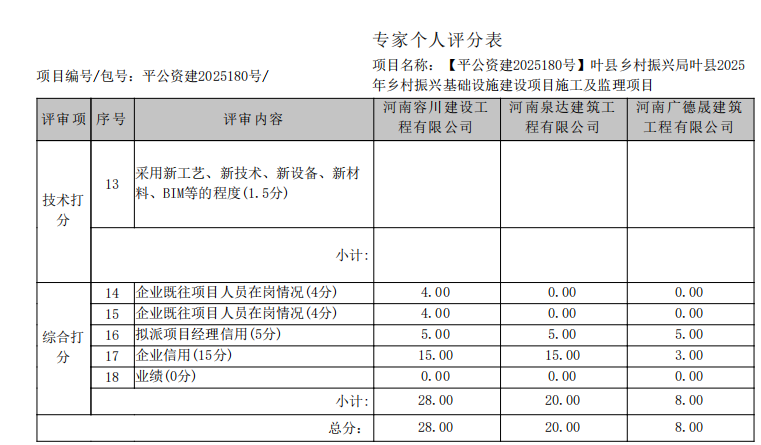 专家个人评分表
项目编号/包号：平公资建2025180号/
项目名称：【平公资建2025180号】叶县乡村振兴局叶县2025
年乡村振兴基础设施建设项目施工及监理项目
评审项 序号 评审内容 河南容川建设工程有限公司 河南泉达建筑工程有限公司 河南广德晟建筑工程有限公司
技术打分
13 采用新工艺、新技术、新设备、新材
料、BIM等的程度(1.5分)
小计:
综合打分
14 企业既往项目人员在岗情况(4分) 4.00 0.00 0.00
15 企业既往项目人员在岗情况(4分) 4.00 0.00 0.00
16 拟派项目经理信用(5分) 5.00 5.00 5.00
17 企业信用(15分) 15.00 15.00 3.00
18 业绩(0分) 0.00 0.00 0.00
小计: 28.00 20.00 8.00
总分: 28.00 20.00 8.00